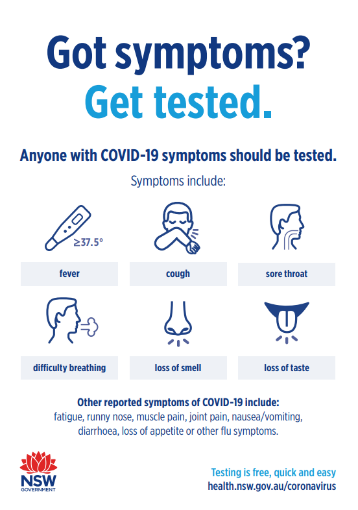 Got symptoms?
Get tested.
Anyone with COVID-19 symptoms should be tested.
Symptoms include:
≥37.5°
fever
cough
sore throat
difficulty breathing
loss of smell
loss of taste
Other reported symptoms of COVID-19 include:
fatigue, runny nose, muscle pain, joint pain, nausea/vomiting,
diarrhoea, loss of appetite or other flu symptoms.
NSW
GOVERNMENT
Testing is free, quick and easy
health.nsw.gov.au/coronavirus